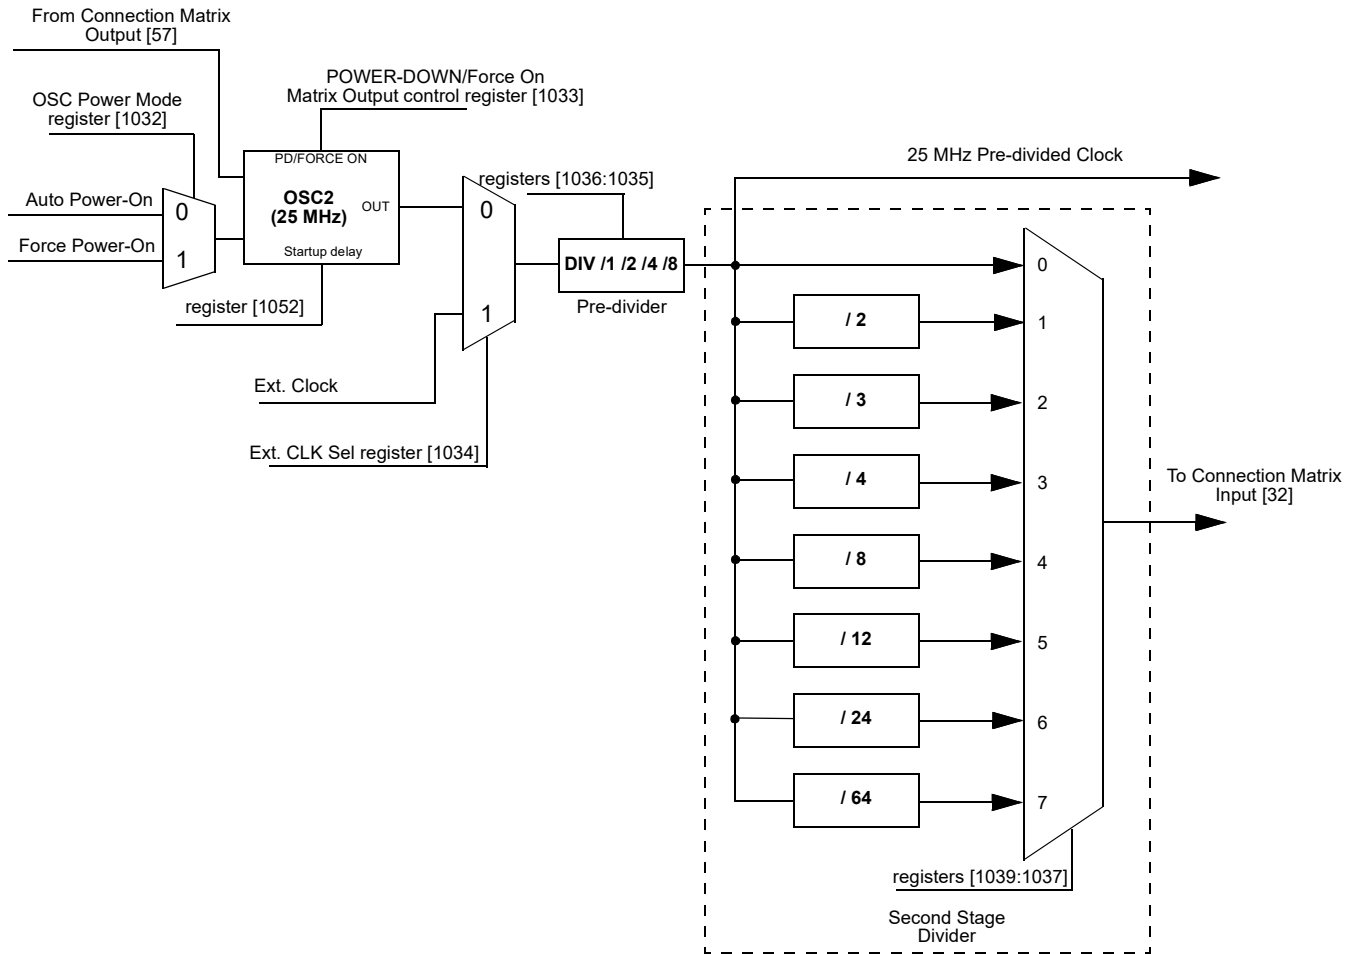 From Connection Matrix
Output [57]
POWER-DOWN/Force On
Matrix Output control register [1033]
OSC Power Mode
register [1032]
PD/FORCE ON
OSC2
(25 MHz)
OUT
Startup delay
Auto Power-On
0
Force Power-On
1
register [1052]
0
1
registers [1036:1035]
DIV /1 /2 /4 /8
Pre-divider
Ext. Clock
Ext. CLK Sel register [1034]
25 MHz Pre-divided Clock
0
/ 2
1
/ 3
2
/ 4
3
/ 8
4
/ 12
5
/ 24
6
/ 64
7
To Connection Matrix
Input [32]
registers [1039:1037]
Second Stage
Divider